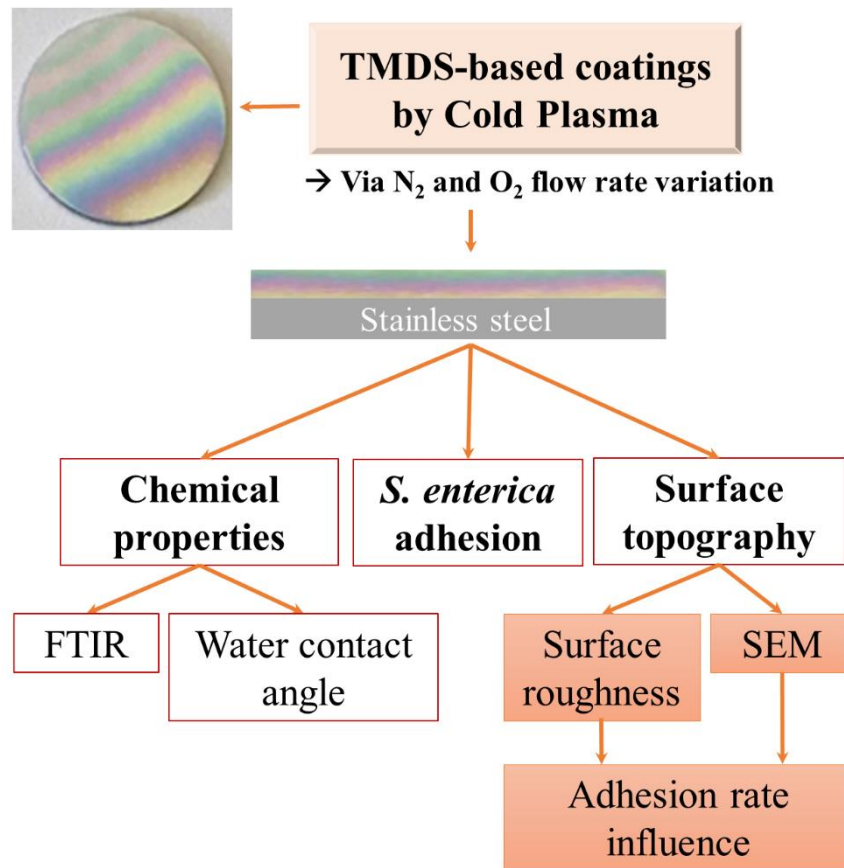 TMDS-based coatings
by Cold Plasma
→ Via N₂ and O₂ flow rate variation
Stainless steel
Chemical
properties
S. enterica
adhesion
Surface
topography
FTIR
Water contact
angle
Surface
roughness
SEM
Adhesion rate
influence